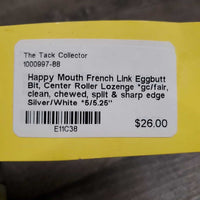 The Tack Collector
1000997-88
Happy Mouth French Link Eggbutt
Bit, Center Roller Lozenge *gc/fair,
clean, chewed, split & sharp edge
Silver/White *5/5.25"
E11C38
$26.00